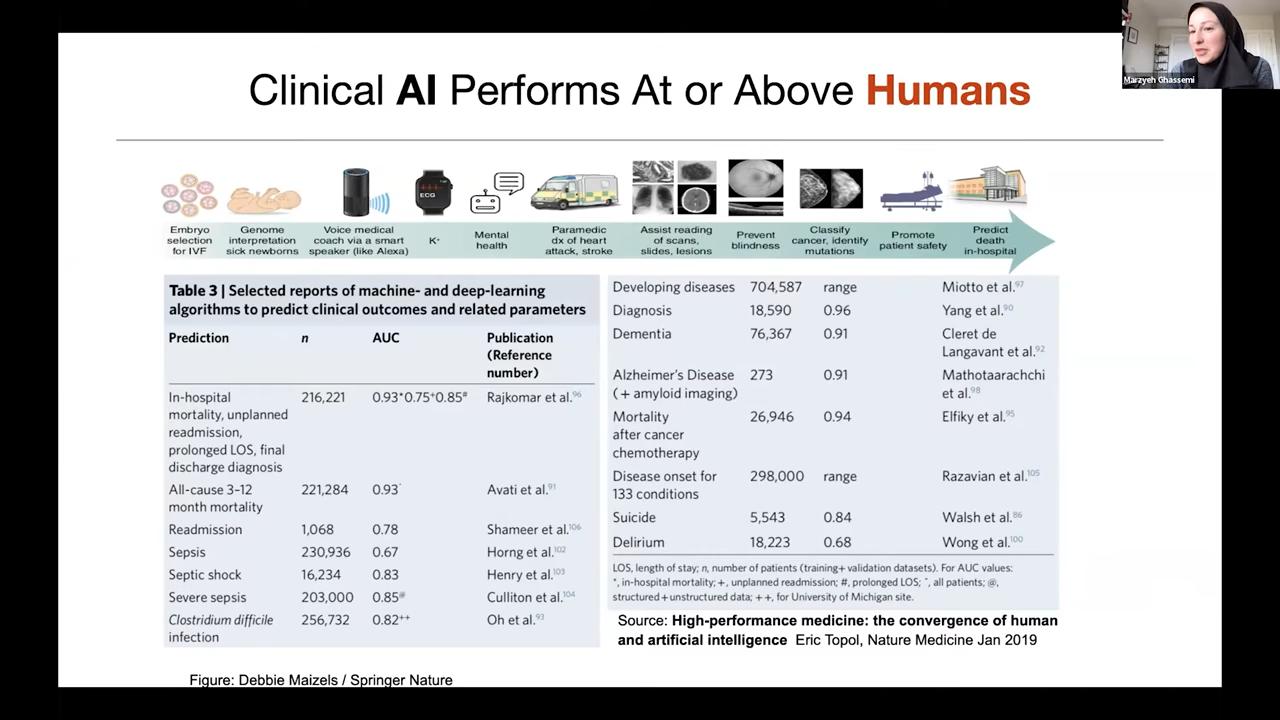 Marzyeh Ghassemi
Clinical AI Performs At or Above Humans
ECG
Embryo
selection
for IVF
Genome
interpretation
sick newborns
Voice medical
coach via a smart
speaker (like Alexa)
K⁺
Mental
health
Paramedic
dx of heart
attack, stroke
Assist reading
of scans,
slides, lesions
Prevent
blindness
Classify
cancer, identify
mutations
Promote
patient safety
Predict
death
in-hospital
Table 3 | Selected reports of machine- and deep-learning
algorithms to predict clinical outcomes and related parameters
Prediction n AUC Publication
(Reference
number)
In-hospital 216,221 0.93*0.75⁺0.85# Rajkomar et al.⁹⁶
mortality, unplanned
readmission,
prolonged LOS, final
discharge diagnosis
All-cause 3–12 221,284 0.93^ Avati et al.⁹¹
month mortality
Readmission 1,068 0.78 Shameer et al.¹⁰⁶
Sepsis 230,936 0.67 Horng et al.¹⁰²
Septic shock 16,234 0.83 Henry et al.¹⁰³
Severe sepsis 203,000 0.85@ Culliton et al.¹⁰⁴
Clostridium difficile 256,732 0.82⁺⁺ Oh et al.⁹³
infection
Developing diseases 704,587 range Miotto et al.⁹⁷
Diagnosis 18,590 0.96 Yang et al.⁹⁰
Dementia 76,367 0.91 Cleret de
Langavant et al.⁹²
Alzheimer's Disease 273 0.91 Mathotaarachchi
(+ amyloid imaging) et al.⁹⁸
Mortality 26,946 0.94 Elfiky et al.⁹⁵
after cancer
chemotherapy
Disease onset for 298,000 range Razavian et al.¹⁰⁵
133 conditions
Suicide 5,543 0.84 Walsh et al.⁸⁶
Delirium 18,223 0.68 Wong et al.¹⁰⁰
LOS, length of stay; n, number of patients (training+ validation datasets). For AUC values:
*, in-hospital mortality; +, unplanned readmission; #, prolonged LOS; ^, all patients; @,
structured + unstructured data; ++, for University of Michigan site.
Source: High-performance medicine: the convergence of human
and artificial intelligence Eric Topol, Nature Medicine Jan 2019
Figure: Debbie Maizels / Springer Nature